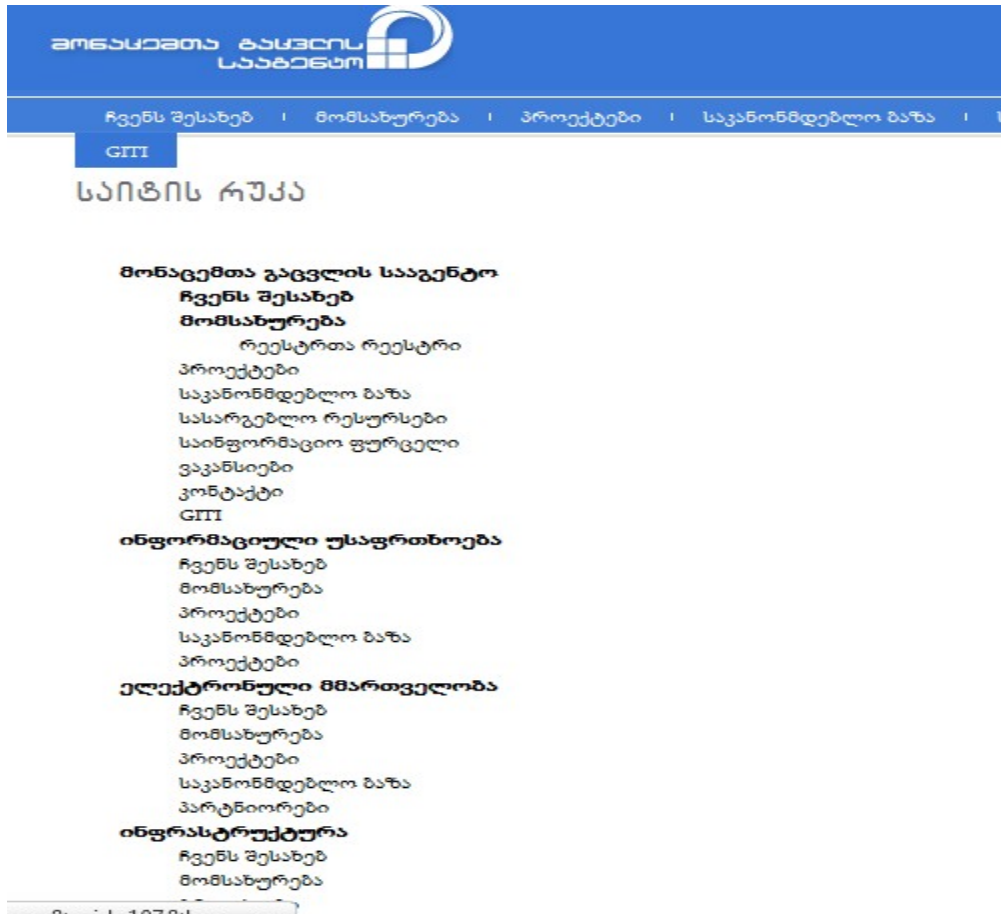 მონაცემთა გაცვლის
სააგენტო
ჩვენს შესახებ | მომსახურება | პროექტები | საკანონმდებლო ბაზა |
GITI
საიტის რუკა
მონაცემთა გაცვლის სააგენტო
ჩვენს შესახებ
მომსახურება
რეესტრთა რეესტრი
პროექტები
საკანონმდებლო ბაზა
სასარგებლო რესურსები
საინფორმაციო ფურცელი
ვაკანსიები
კონტაქტი
GITI
ინფორმაციული უსაფრთხოება
ჩვენს შესახებ
მომსახურება
პროექტები
საკანონმდებლო ბაზა
პროექტები
ელექტრონული მმართველობა
ჩვენს შესახებ
მომსახურება
პროექტები
საკანონმდებლო ბაზა
პარტნიორები
ინფრასტრუქტურა
ჩვენს შესახებ
მომსახურება